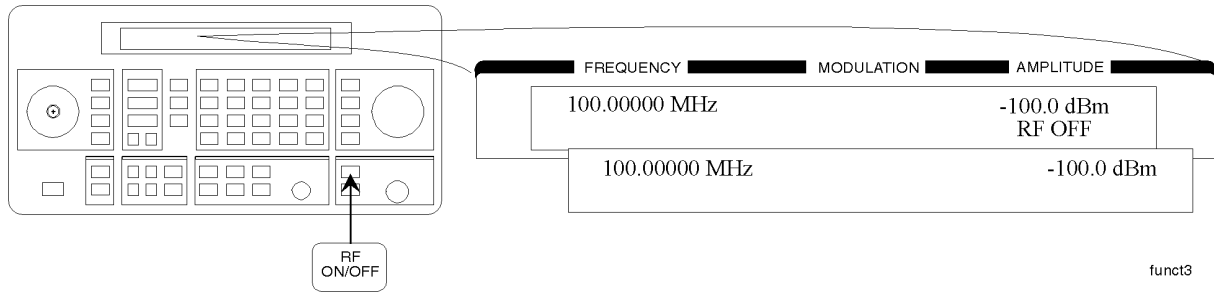 FREQUENCY MODULATION AMPLITUDE
100.00000 MHz -100.0 dBm
RF OFF
100.00000 MHz -100.0 dBm
RF
ON/OFF
funct3